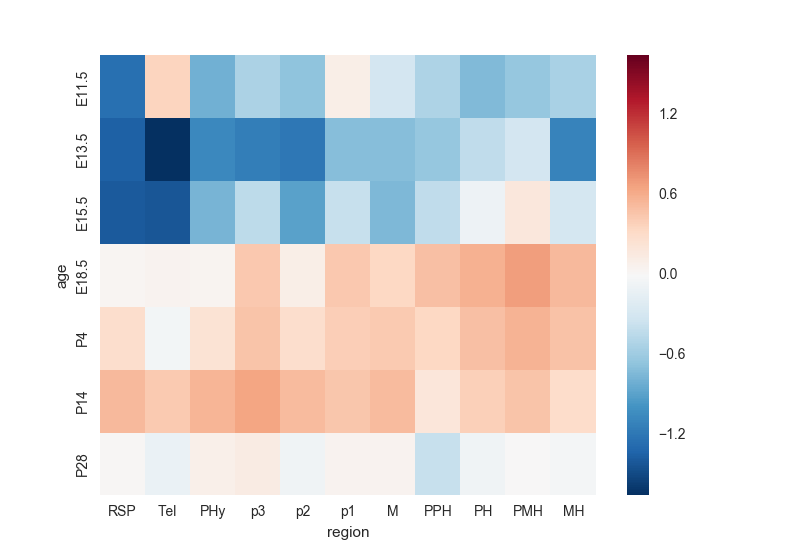 E11.5
E13.5
E15.5
E18.5
P4
P14
P28
age
RSP Tel PHy p3 p2 p1 M PPH PH PMH MH
region
1.2
0.6
0.0
−0.6
−1.2